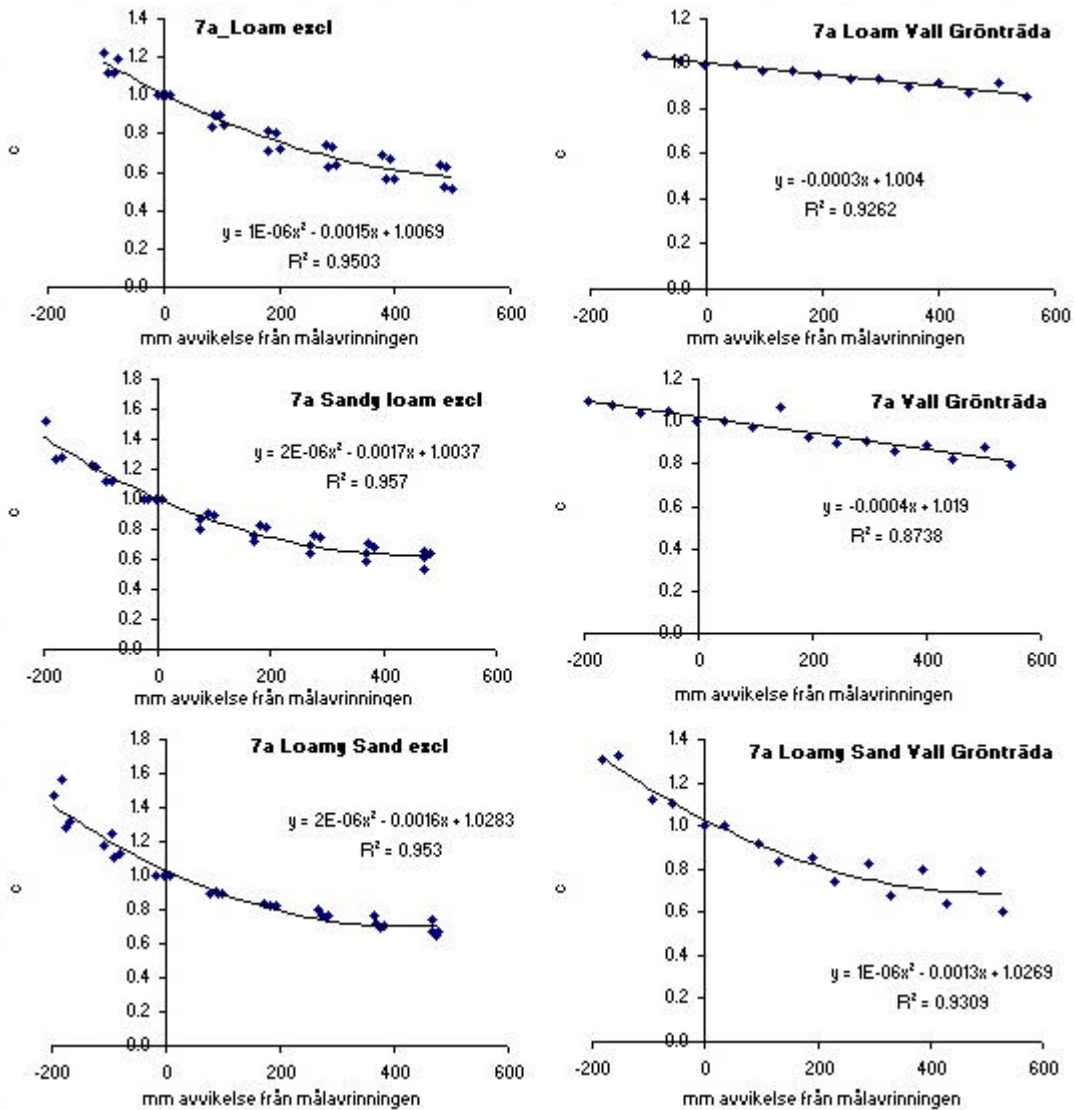 7a_Loam excl
1.4
1.2
1.0
0.8
0.6
0.4
0.2
0.0
c
y = 1E-06x² - 0.0015x + 1.0069
R² = 0.9503
-200 0 200 400 600
mm avvikelse från målavrinningen
7a Loam Vall Grönträda
1.2
1.0
0.8
0.6
0.4
0.2
0.0
c
y = -0.0003x + 1.004
R² = 0.9262
-200 0 200 400 600
mm avvikelse från målavrinningen
7a Sandy loam excl
1.8
1.6
1.4
1.2
1.0
0.8
0.6
0.4
0.2
0.0
c
y = 2E-06x² - 0.0017x + 1.0037
R² = 0.957
-200 0 200 400 600
mm avvikelse från målavrinningen
7a Vall Grönträda
1.2
1.0
0.8
0.6
0.4
0.2
0.0
c
y = -0.0004x + 1.019
R² = 0.8738
-200 0 200 400 600
mm avvikelse från målavrinningen
7a Loamy Sand excl
1.8
1.6
1.4
1.2
1.0
0.8
0.6
0.4
0.2
0.0
c
y = 2E-06x² - 0.0016x + 1.0283
R² = 0.953
-200 0 200 400 600
mm avvikelse från målavrinningen
7a Loamy Sand Vall Grönträda
1.4
1.2
1.0
0.8
0.6
0.4
0.2
0.0
c
y = 1E-06x² - 0.0013x + 1.0269
R² = 0.9309
-200 0 200 400 600
mm avvikelse från målavrinningen